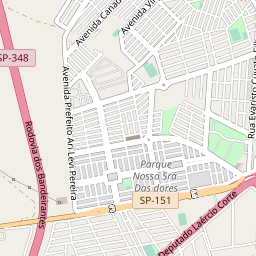 Avenida Canad
Avenida Vi
SP-348
Rua Evaristo
Avenida Prefeito Ari Levi Pereira
Rodovia dos Bandeirantes
Parque
Nossa Sra.
Das dores
SP-151
Deputado Laércio Corte